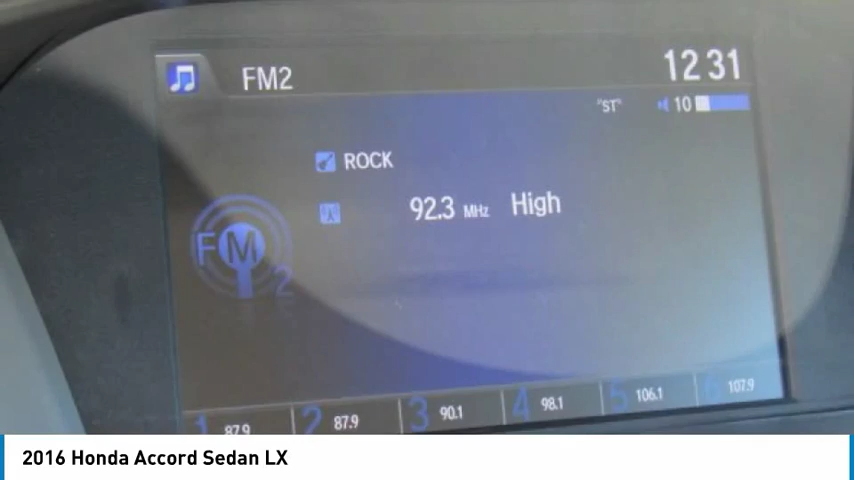 FM2
12 31
"ST"
10
ROCK
92.3 MHz High
FM 2
1 87.9 2 87.9 3 90.1 4 98.1 5 106.1 6 107.9
2016 Honda Accord Sedan LX